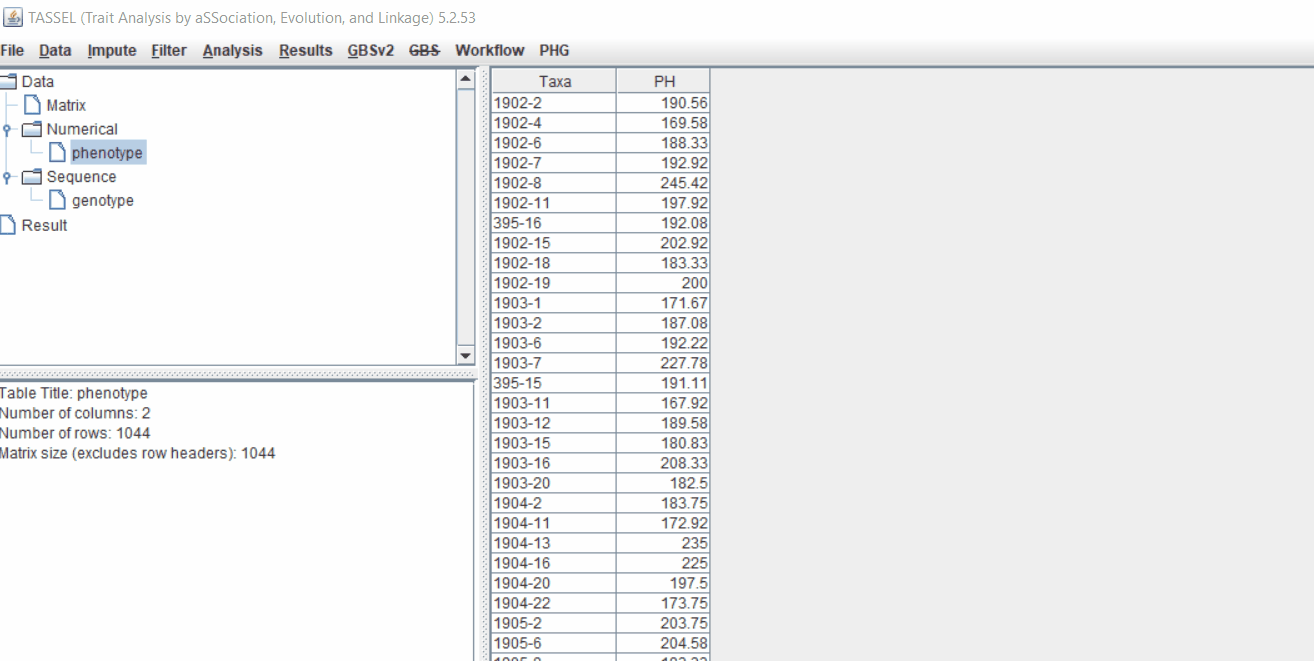 TASSEL (Trait Analysis by aSSociation, Evolution, and Linkage) 5.2.53
File Data Impute Filter Analysis Results GBSv2 GBS Workflow PHG
Data
Matrix
Numerical
phenotype
Sequence
genotype
Result
Table Title: phenotype
Number of columns: 2
Number of rows: 1044
Matrix size (excludes row headers): 1044
Taxa PH
1902-2 190.56
1902-4 169.58
1902-6 188.33
1902-7 192.92
1902-8 245.42
1902-11 197.92
395-16 192.08
1902-15 202.92
1902-18 183.33
1902-19 200
1903-1 171.67
1903-2 187.08
1903-6 192.22
1903-7 227.78
395-15 191.11
1903-11 167.92
1903-12 189.58
1903-15 180.83
1903-16 208.33
1903-20 182.5
1904-2 183.75
1904-11 172.92
1904-13 235
1904-16 225
1904-20 197.5
1904-22 173.75
1905-2 203.75
1905-6 204.58